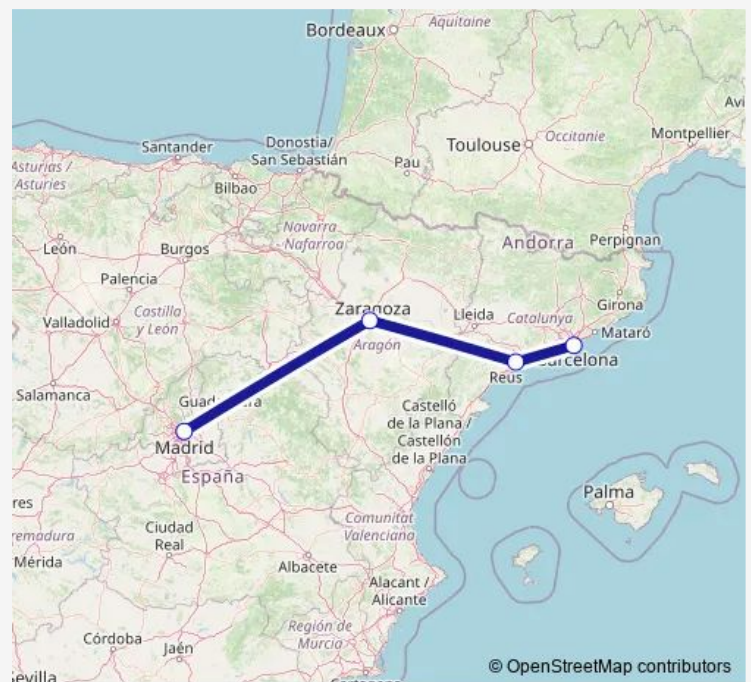 Bordeaux
Aquitaine
Toulouse
Occitanie
Montpellier
Avi
Santander
Donostia/
San Sebastián
Pau
Asturias /
Asturies
Bilbao
Navarra
- Nafarroa
Andorra
Perpignan
León
Burgos
Palencia
Girona
Zaragoza
Lleida
Catalunya
Mataró
Valladolid
Castilla
y León
Aragón
Barcelona
Reus
Salamanca
Castelló
de la Plana /
Castellón
de la Plana
Madrid
España
Palma
res
remadura
Ciudad
Real
Comunitat
Valenciana
Mérida
Albacete
Alacant /
Alicante
Región de
Murcia
Córdoba
Jaén
Sevilla
© OpenStreetMap contributors